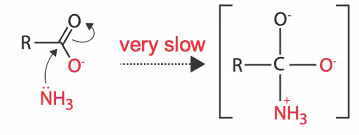 O
R
O-
:NH3
very slow
O-
R—C—O-
+
NH3